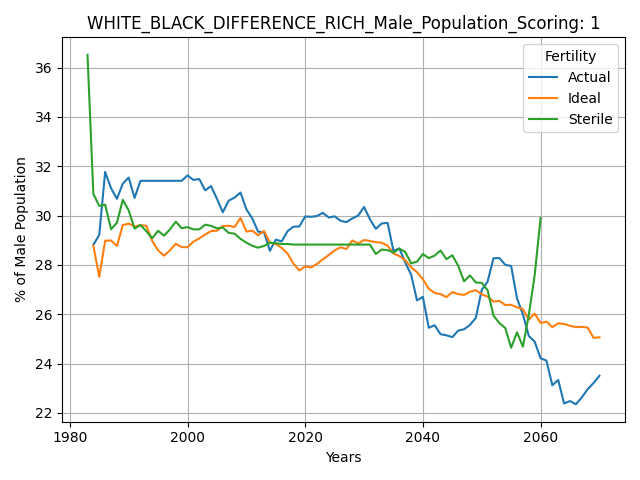 WHITE_BLACK_DIFFERENCE_RICH_Male_Population_Scoring: 1
Fertility
Actual
Ideal
Sterile
% of Male Population
36
34
32
30
28
26
24
22
1980
2000
2020
2040
2060
Years